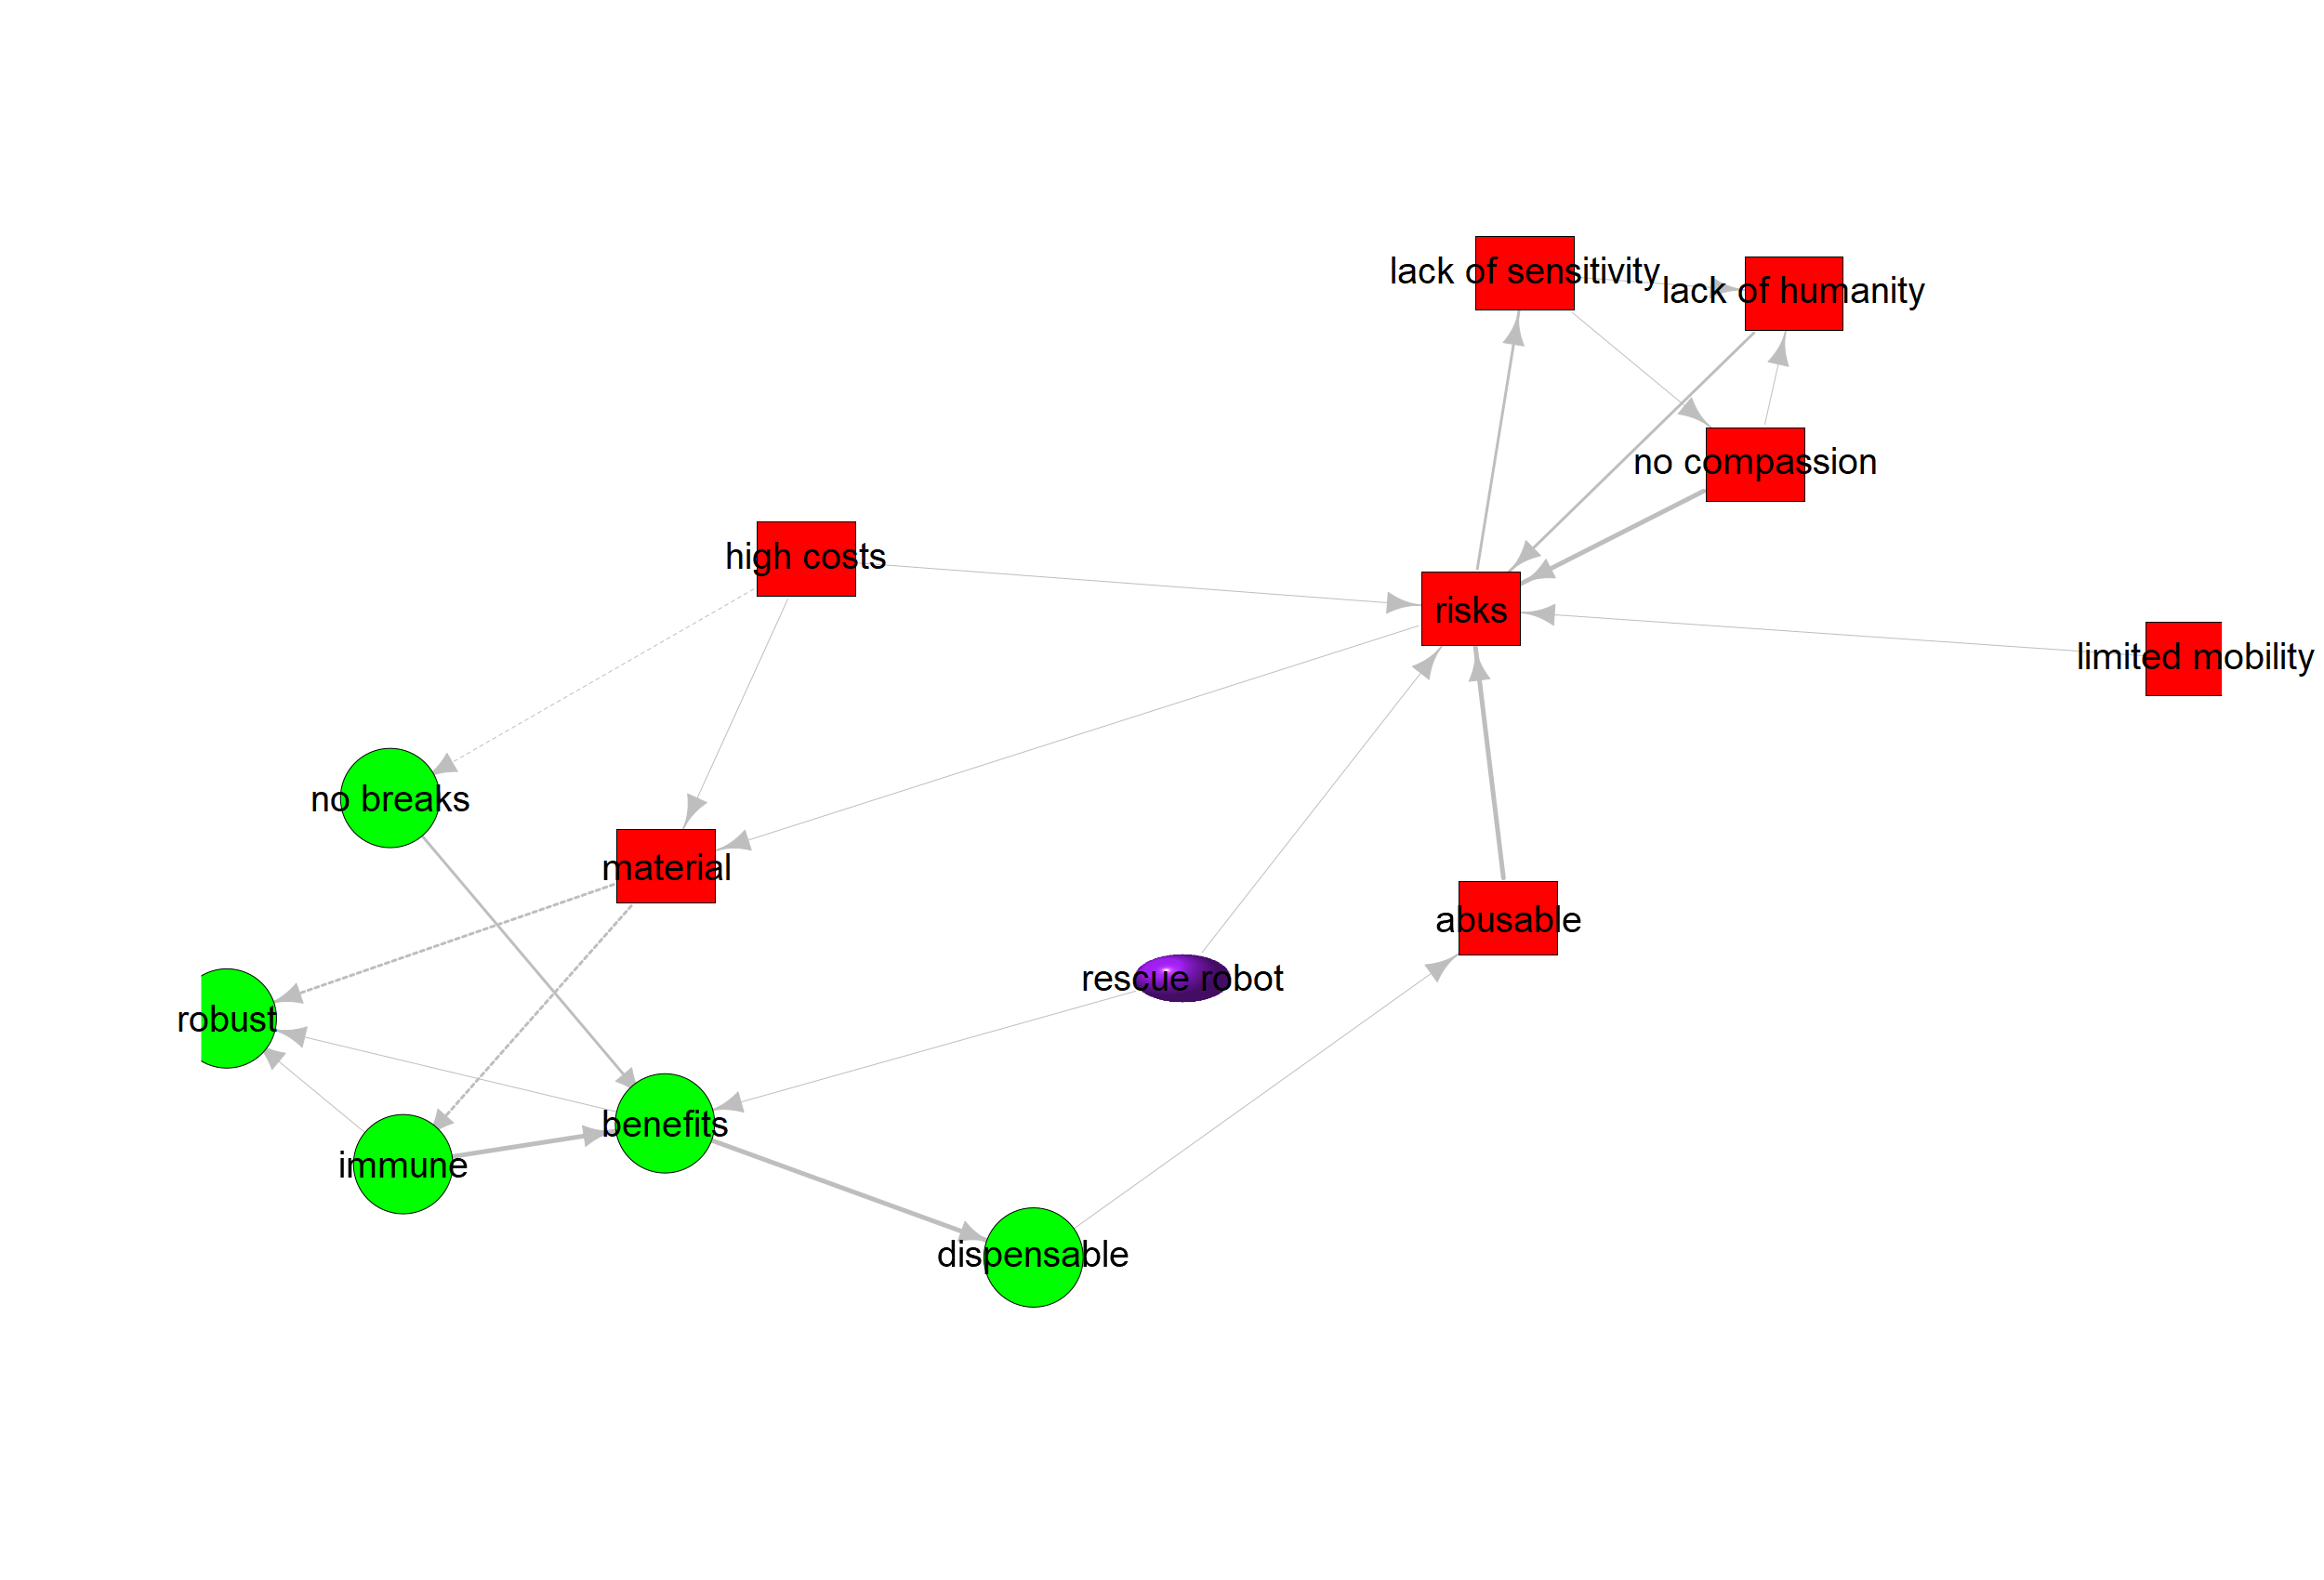 lack of sensitivity
lack of humanity
no compassion
high costs
risks
limited mobility
no breaks
material
abusable
rescue robot
robust
benefits
immune
dispensable